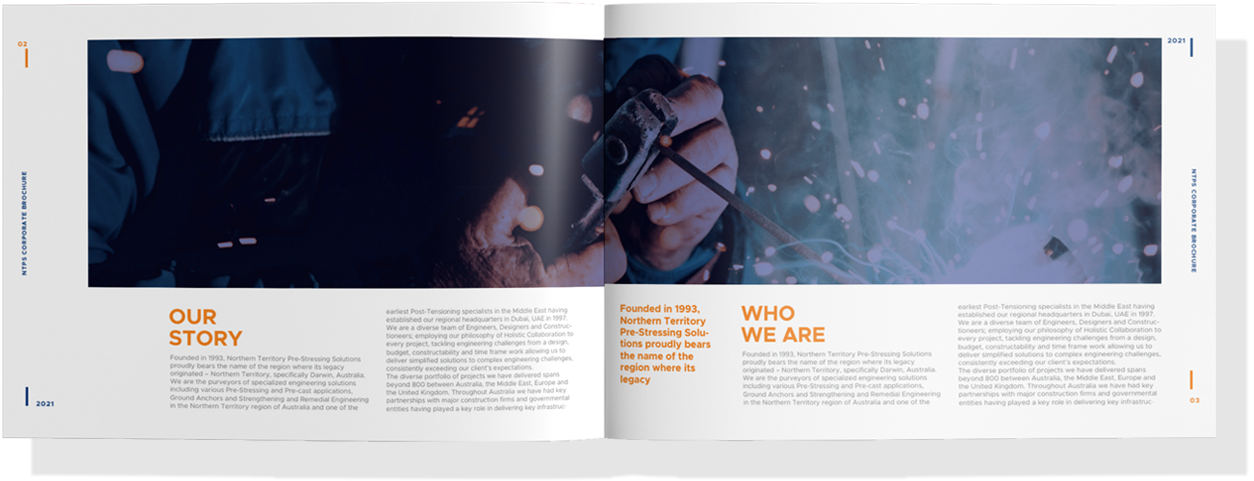 02
NTPS CORPORATE BROCHURE
2021
OUR
STORY
Founded in 1993, Northern Territory Pre-Stressing Solutions
proudly bears the name of the region where its legacy
originated – Northern Territory, specifically Darwin, Australia.
We are the purveyors of specialized engineering solutions
including various Pre-Stressing and Pre-cast applications,
Ground Anchors and Strengthening and Remedial Engineering
in the Northern Territory region of Australia and one of the
earliest Post-Tensioning specialists in the Middle East having
established our regional headquarters in Dubai, UAE in 1997.
We are a diverse team of Engineers, Designers and Construc-
tioneers; employing our philosophy of Holistic Collaboration to
every project, tackling engineering challenges from a design,
budget, constructability and time frame work allowing us to
deliver simplified solutions to complex engineering challenges,
consistently exceeding our client's expectations.
The diverse portfolio of projects we have delivered spans
beyond 800 between Australia, the Middle East, Europe and
the United Kingdom. Throughout Australia we have had key
partnerships with major construction firms and governmental
entities having played a key role in delivering key infrastruc-
Founded in 1993,
Northern Territory
Pre-Stressing Solu-
tions proudly bears
the name of the
region where its
legacy
WHO
WE ARE
Founded in 1993, Northern Territory Pre-Stressing Solutions
proudly bears the name of the region where its legacy
originated – Northern Territory, specifically Darwin, Australia.
We are the purveyors of specialized engineering solutions
including various Pre-Stressing and Pre-cast applications,
Ground Anchors and Strengthening and Remedial Engineering
in the Northern Territory region of Australia and one of the
earliest Post-Tensioning specialists in the Middle East having
established our regional headquarters in Dubai, UAE in 1997.
We are a diverse team of Engineers, Designers and Construc-
tioneers; employing our philosophy of Holistic Collaboration to
every project, tackling engineering challenges from a design,
budget, constructability and time frame work allowing us to
deliver simplified solutions to complex engineering challenges,
consistently exceeding our client's expectations.
The diverse portfolio of projects we have delivered spans
beyond 800 between Australia, the Middle East, Europe and
the United Kingdom. Throughout Australia we have had key
partnerships with major construction firms and governmental
entities having played a key role in delivering key infrastruc-
2021
NTPS CORPORATE BROCHURE
03